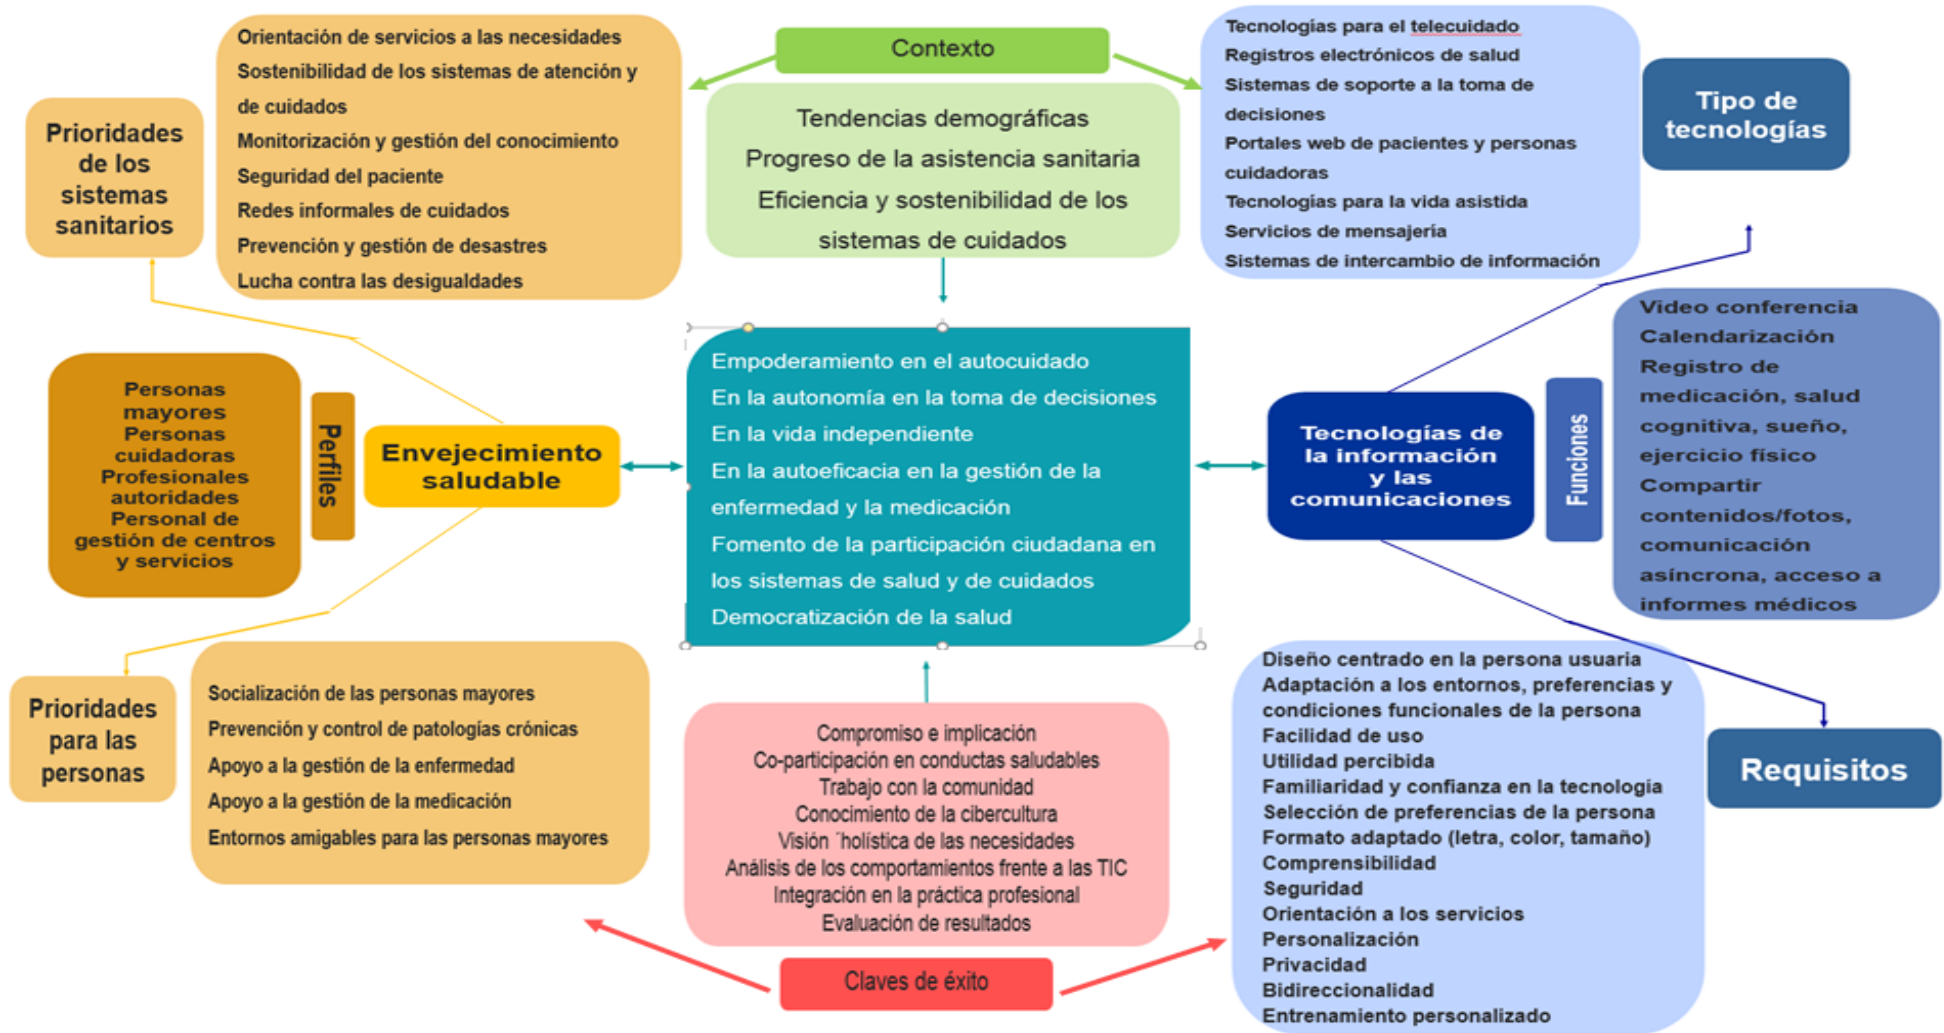 Orientación de servicios a las necesidades
Sostenibilidad de los sistemas de atención y
de cuidados
Monitorización y gestión del conocimiento
Seguridad del paciente
Redes informales de cuidados
Prevención y gestión de desastres
Lucha contra las desigualdades
Prioridades
de los
sistemas
sanitarios
Contexto
Tendencias demográficas
Progreso de la asistencia sanitaria
Eficiencia y sostenibilidad de los
sistemas de cuidados
Tecnologías para el telecuidado
Registros electrónicos de salud
Sistemas de soporte a la toma de
decisiones
Portales web de pacientes y personas
cuidadoras
Tecnologías para la vida asistida
Servicios de mensajería
Sistemas de intercambio de información
Tipo de
tecnologías
Personas
mayores
Personas
cuidadoras
Profesionales
autoridades
Personal de
gestión de centros
y servicios
Perfiles
Envejecimiento
saludable
Empoderamiento en el autocuidado
En la autonomía en la toma de decisiones
En la vida independiente
En la autoeficacia en la gestión de la
enfermedad y la medicación
Fomento de la participación ciudadana en
los sistemas de salud y de cuidados
Democratización de la salud
Tecnologías de
la información
y las
comunicaciones
Funciones
Video conferencia
Calendarización
Registro de
medicación, salud
cognitiva, sueño,
ejercicio físico
Compartir
contenidos/fotos,
comunicación
asíncrona, acceso a
informes médicos
Prioridades
para las
personas
Socialización de las personas mayores
Prevención y control de patologías crónicas
Apoyo a la gestión de la enfermedad
Apoyo a la gestión de la medicación
Entornos amigables para las personas mayores
Compromiso e implicación
Co-participación en conductas saludables
Trabajo con la comunidad
Conocimiento de la cibercultura
Visión ´holística de las necesidades
Análisis de los comportamientos frente a las TIC
Integración en la práctica profesional
Evaluación de resultados
Claves de éxito
Diseño centrado en la persona usuaria
Adaptación a los entornos, preferencias y
condiciones funcionales de la persona
Facilidad de uso
Utilidad percibida
Familiaridad y confianza en la tecnología
Selección de preferencias de la persona
Formato adaptado (letra, color, tamaño)
Comprensibilidad
Seguridad
Orientación a los servicios
Personalización
Privacidad
Bidireccionalidad
Entrenamiento personalizado
Requisitos